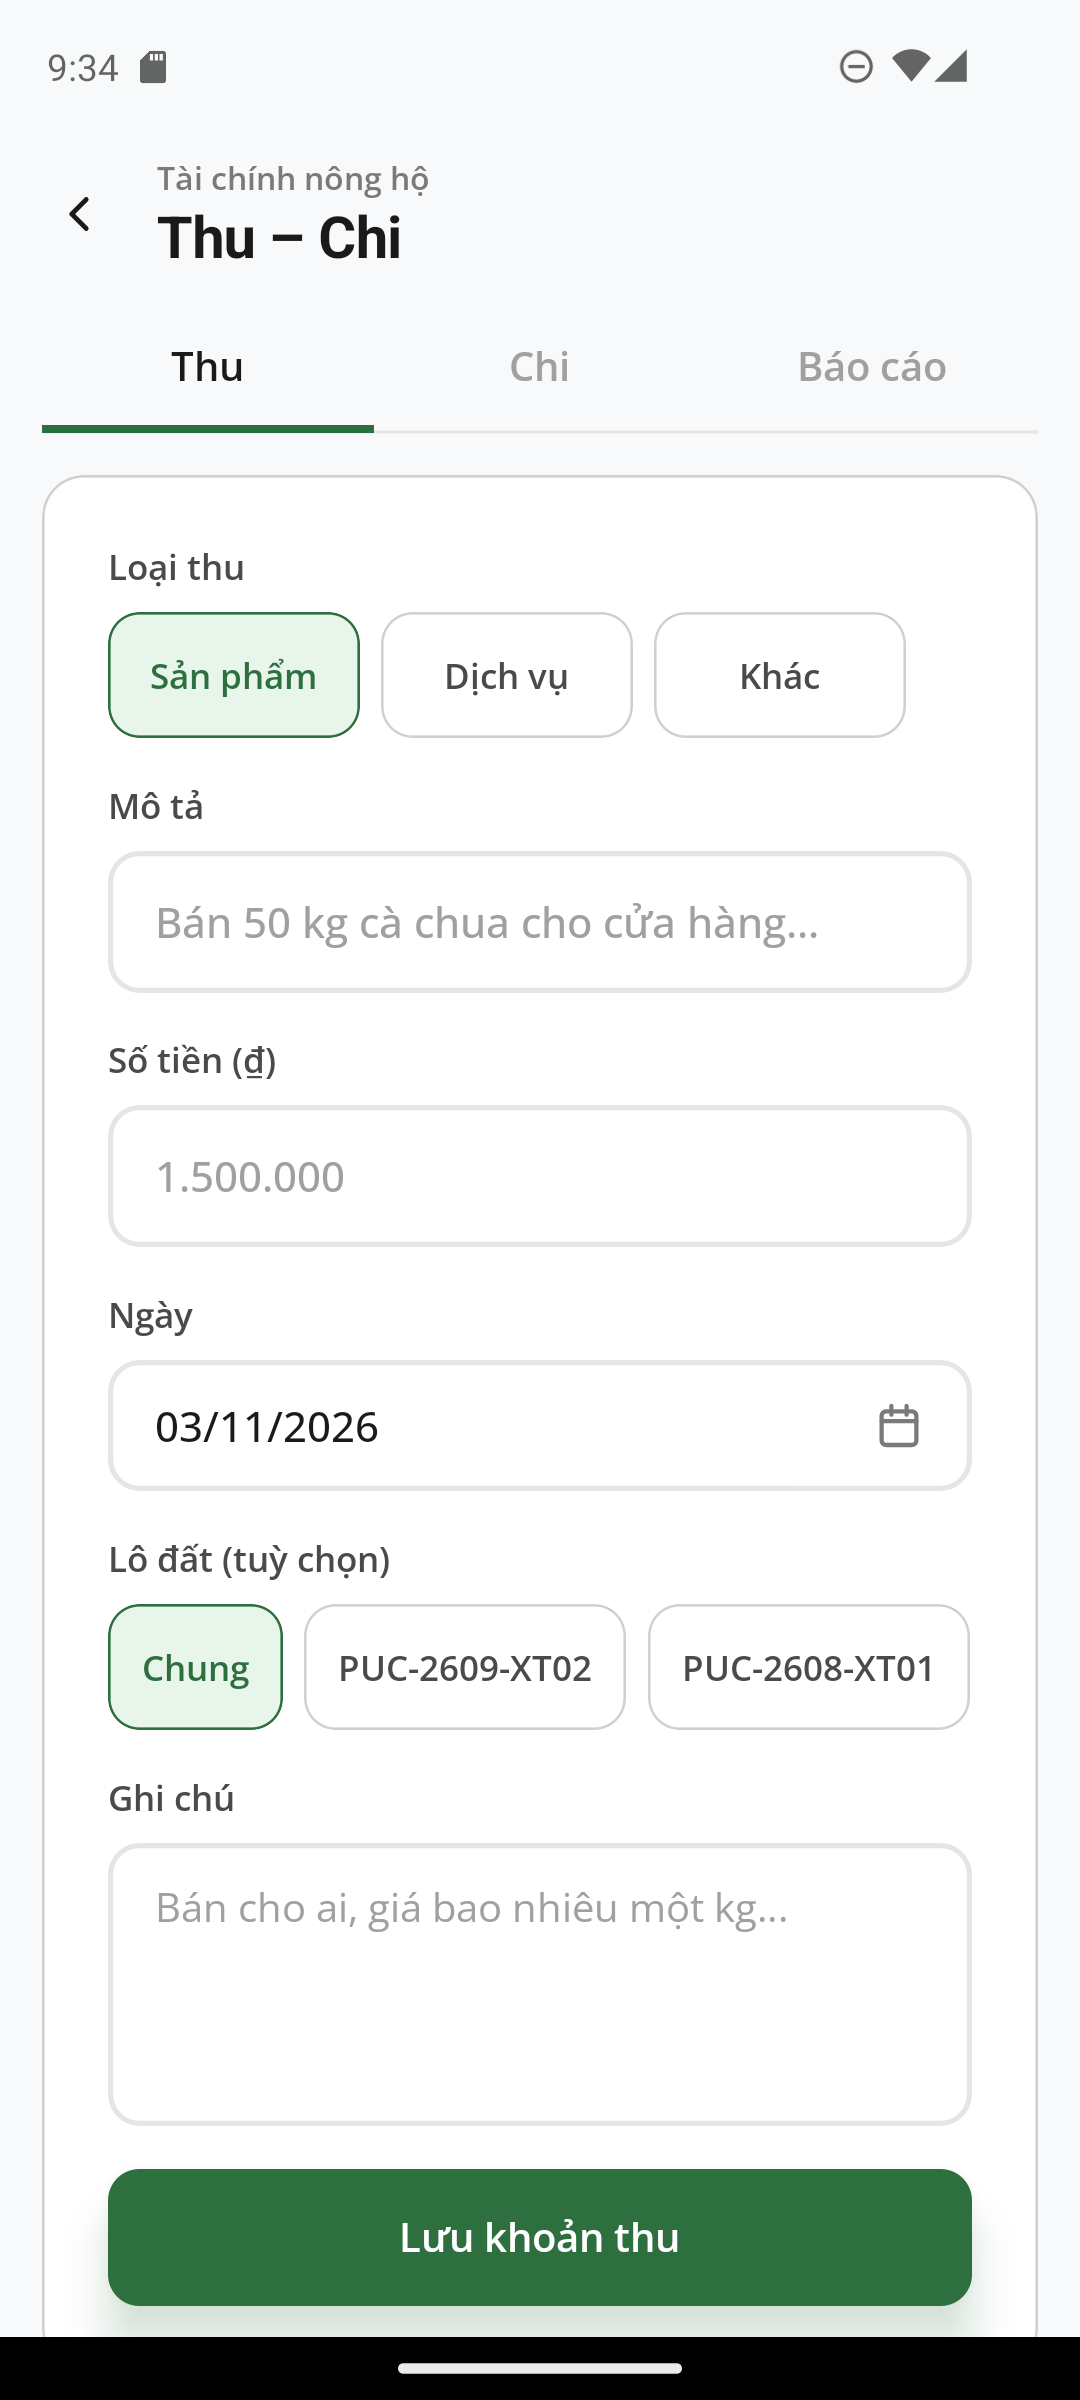 9:34
Tài chính nông hộ
Thu – Chi
Thu
Chi
Báo cáo
Loại thu
Sản phẩm
Dịch vụ
Khác
Mô tả
Bán 50 kg cà chua cho cửa hàng...
Số tiền (₫)
1.500.000
Ngày
03/11/2026
Lô đất (tuỳ chọn)
Chung
PUC-2609-XT02
PUC-2608-XT01
Ghi chú
Bán cho ai, giá bao nhiêu một kg...
Lưu khoản thu